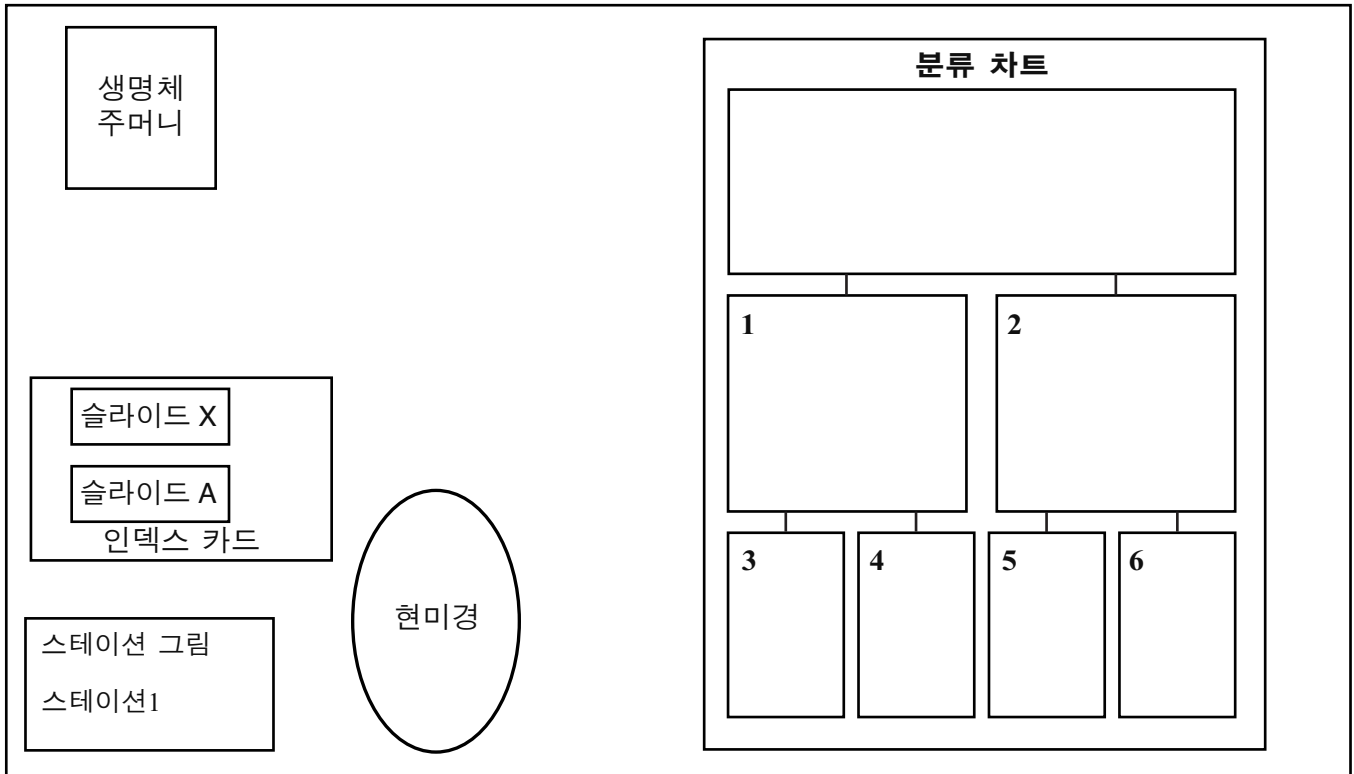 생명체
주머니
슬라이드 X
슬라이드 A
인덱스 카드
스테이션 그림
스테이션1
현미경
분류 차트
1
2
3
4
5
6